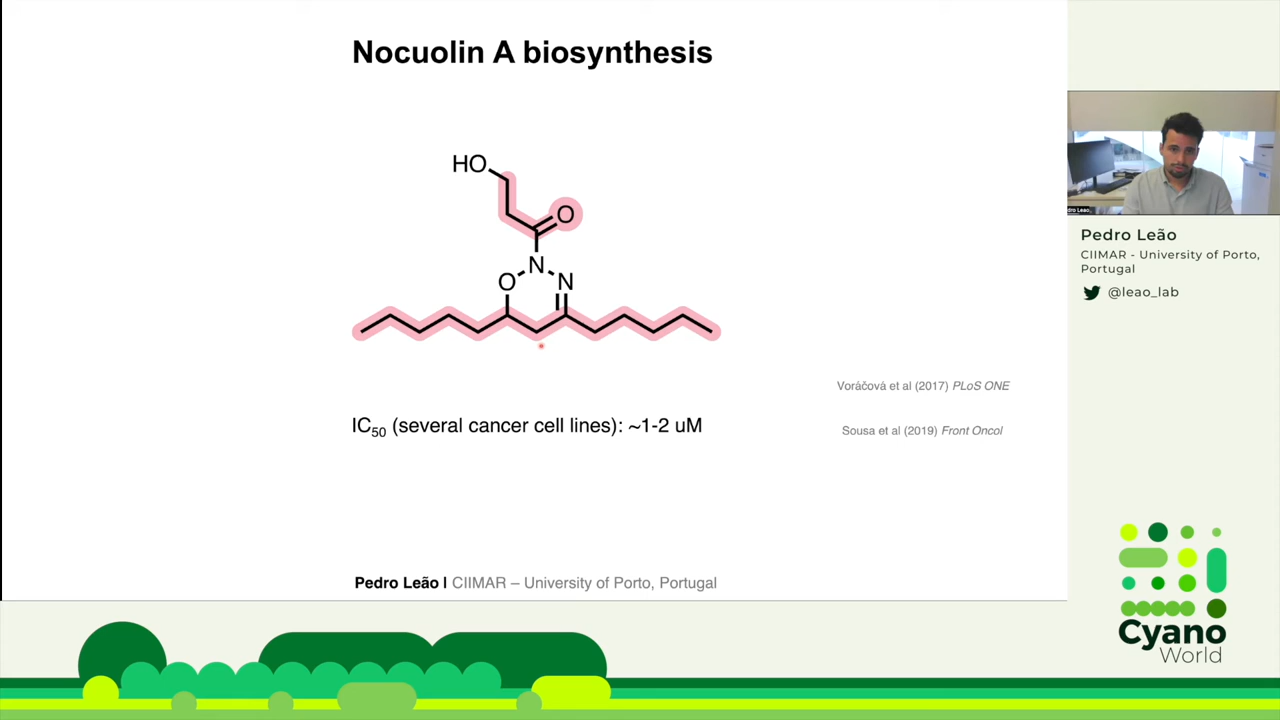 Nocuolin A biosynthesis
HO
O
N
O
N
Voráčová et al (2017) PLoS ONE
IC50 (several cancer cell lines): ~1-2 uM
Sousa et al (2019) Front Oncol
Pedro Leão I CIIMAR – University of Porto, Portugal
dro Leao
Pedro Leão
CIIMAR - University of Porto,
Portugal
@leao_lab
Cyano
World